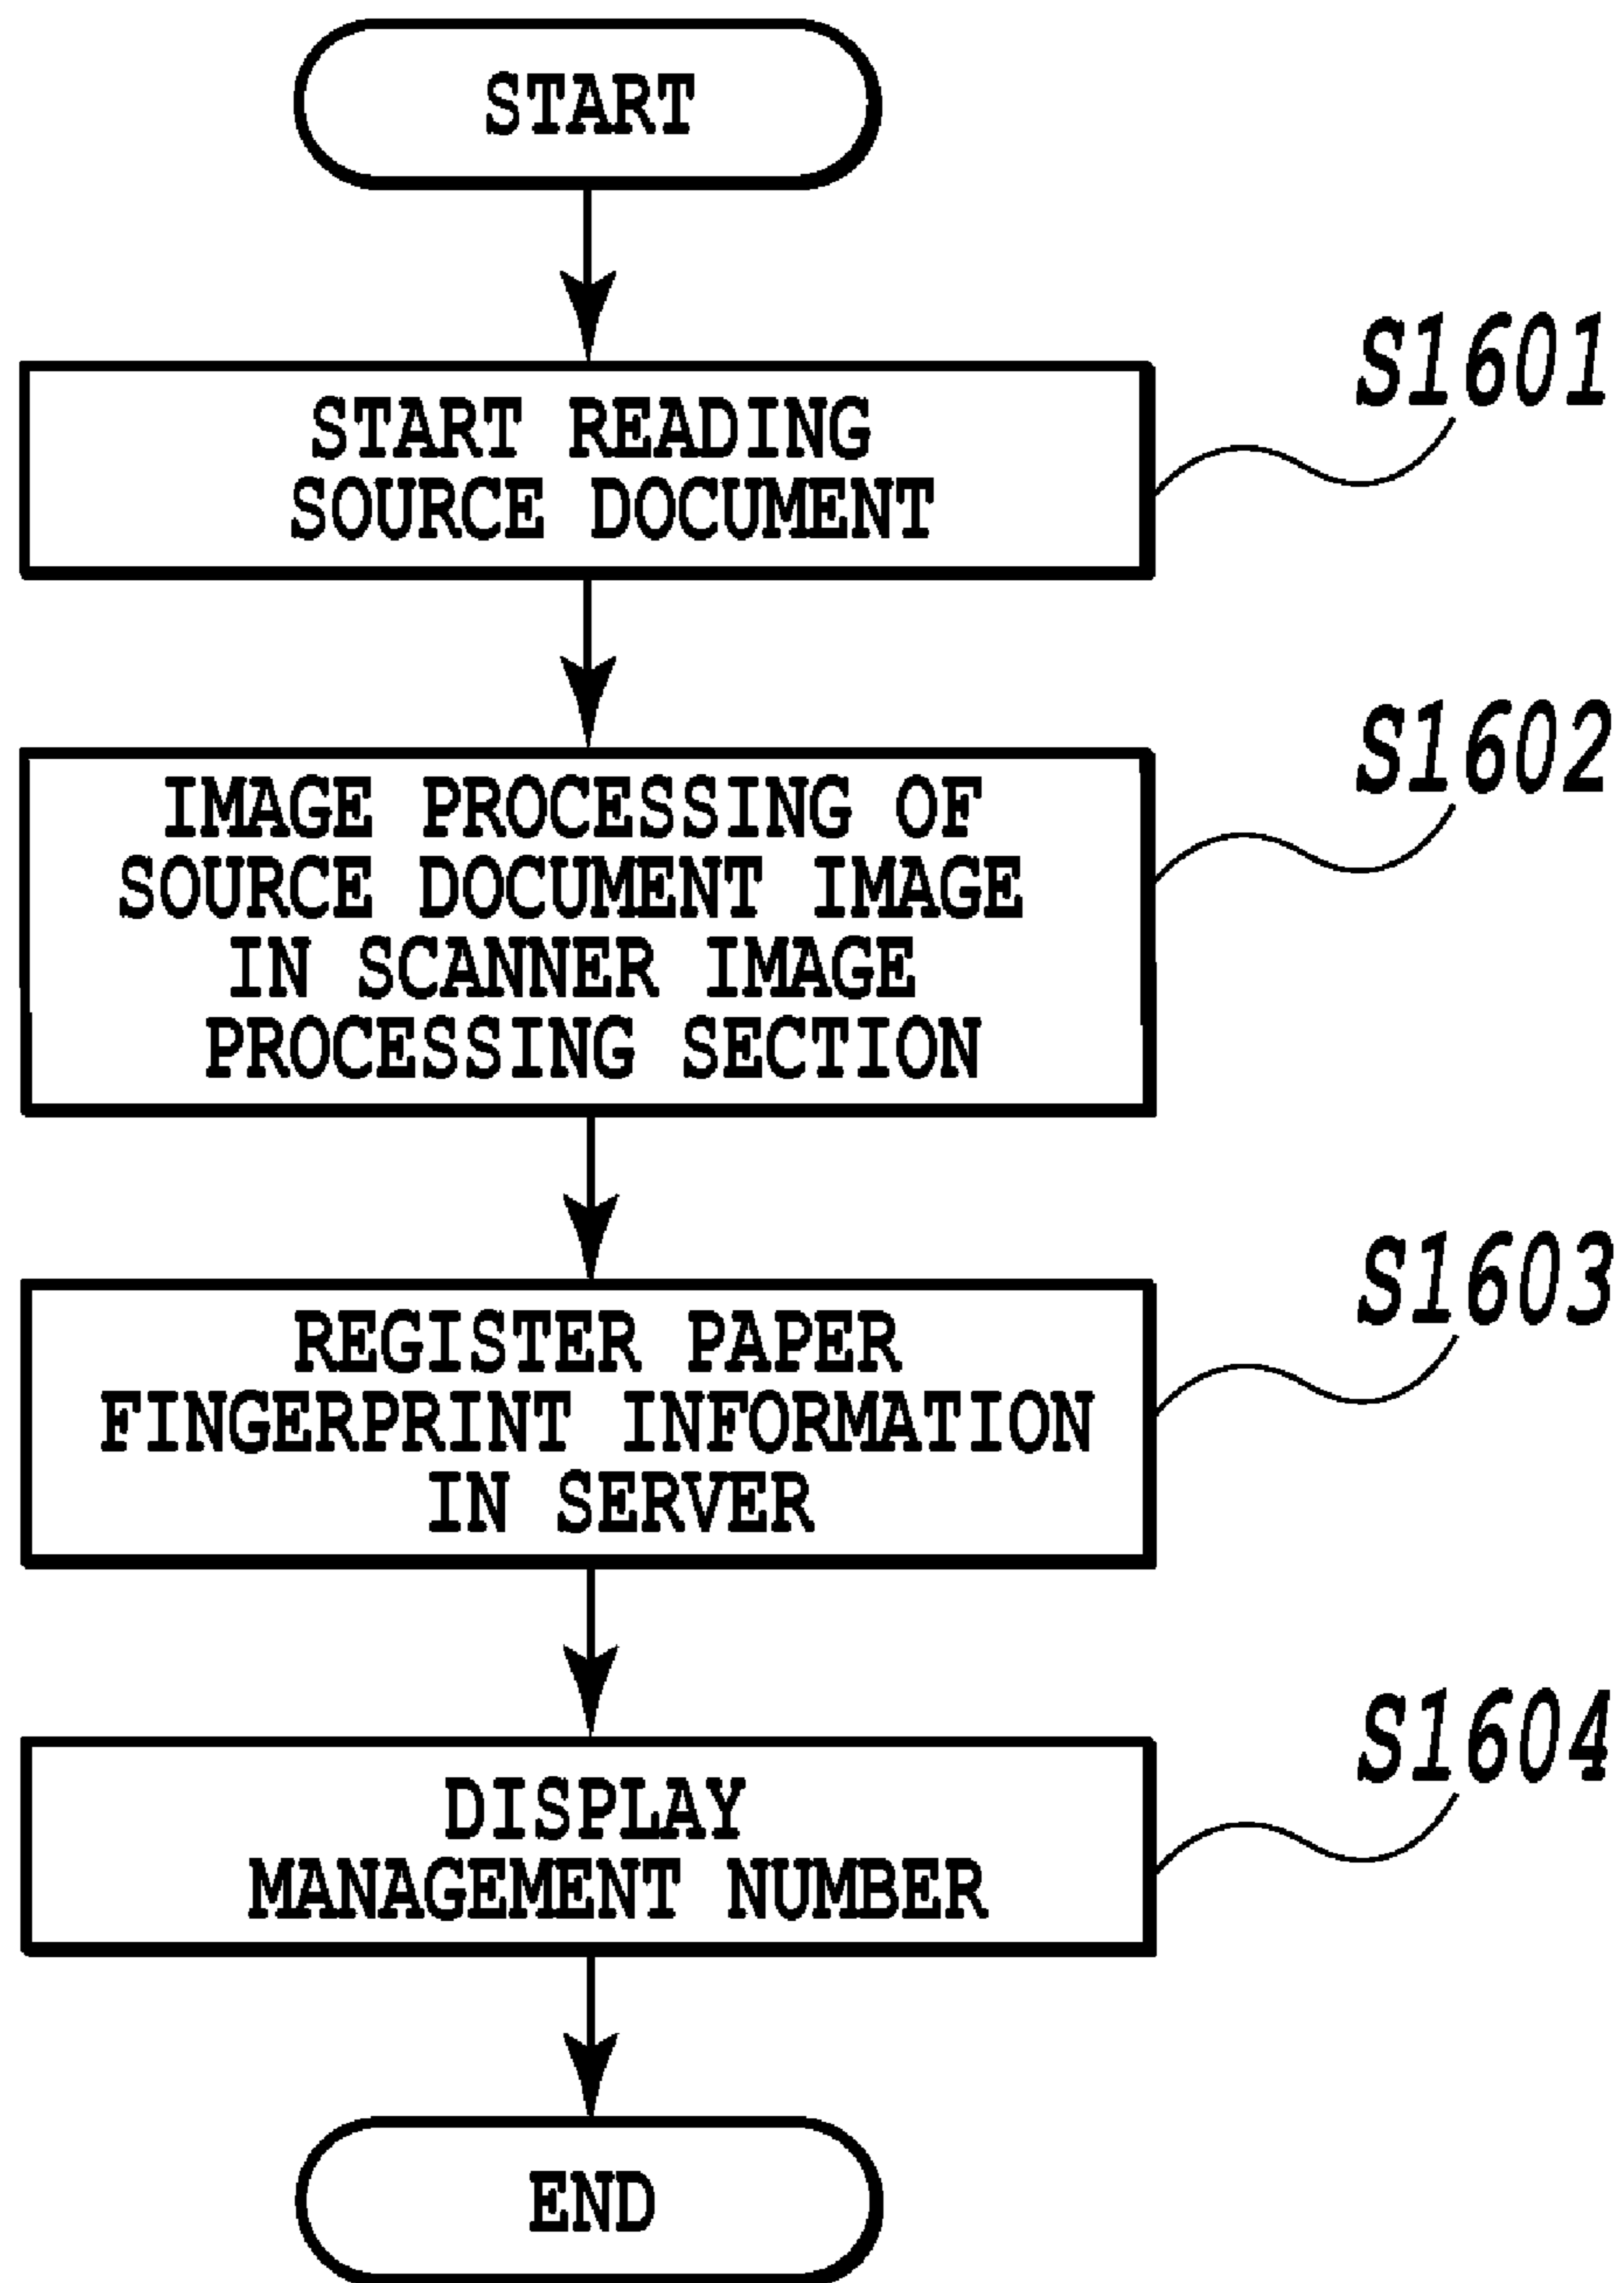 START
S1601
START READING
SOURCE DOCUMENT
S1602
IMAGE PROCESSING OF
SOURCE DOCUMENT IMAGE
IN SCANNER IMAGE
PROCESSING SECTION
S1603
REGISTER PAPER
FINGERPRINT INFORMATION
IN SERVER
S1604
DISPLAY
MANAGEMENT NUMBER
END